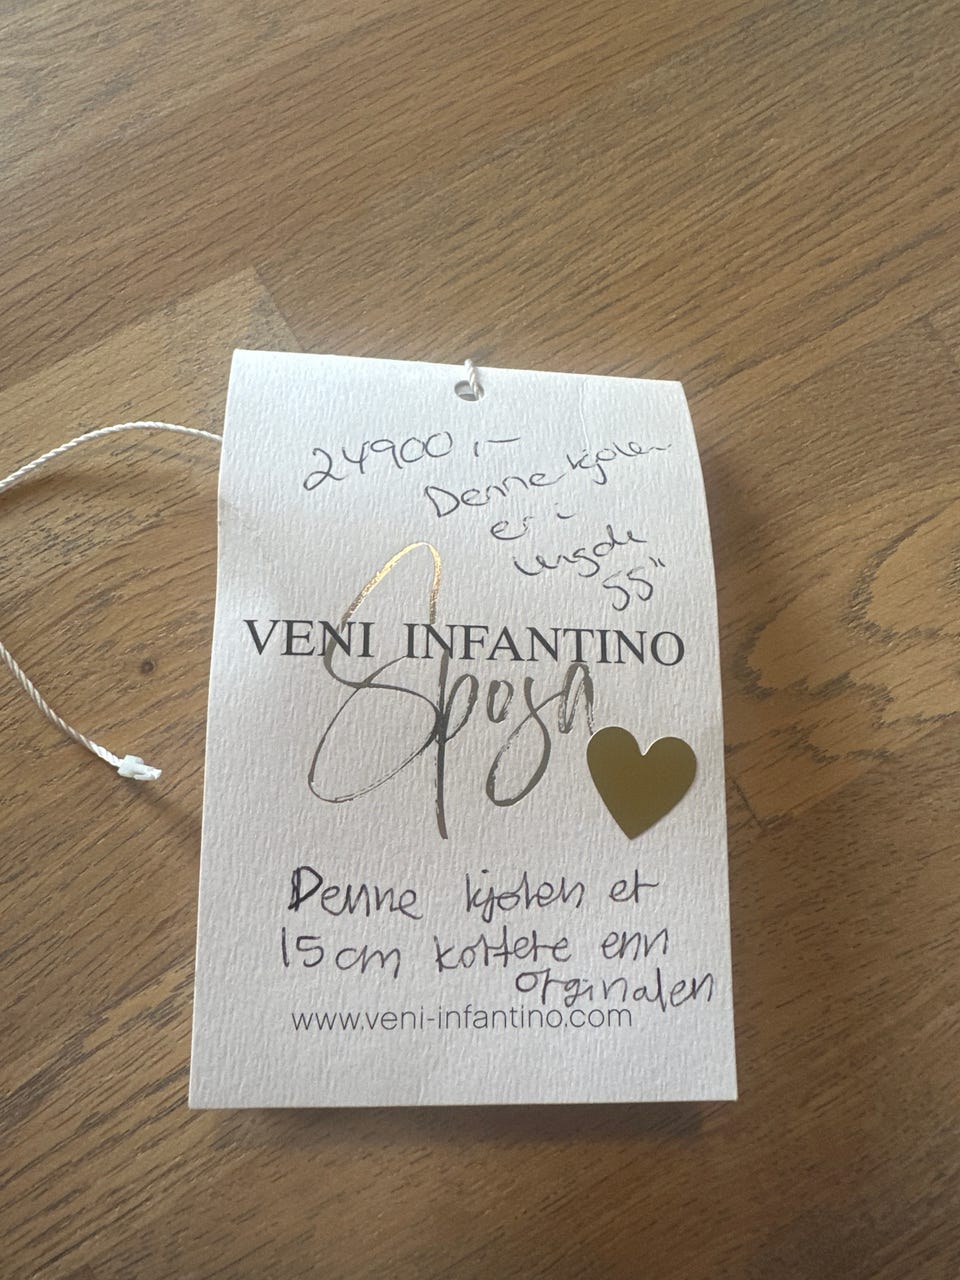 24900,-
Denne kjolen
er i
lengde
55"
VENI INFANTINO
Sposa
Denne kjolen er
15 cm kortere enn
orginalen
www.veni-infantino.com